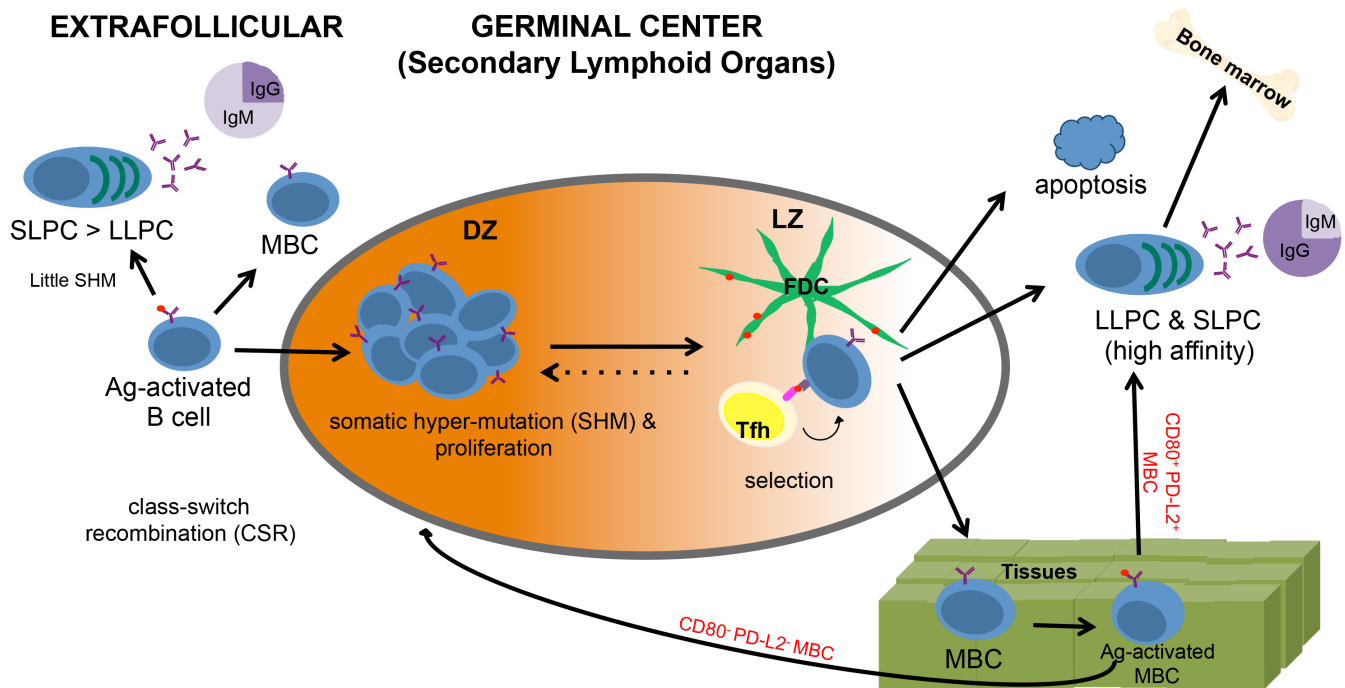 EXTRAFOLLICULAR
GERMINAL CENTER
(Secondary Lymphoid Organs)
IgG
IgM
SLPC > LLPC
MBC
Little SHM
Ag-activated
B cell
class-switch
recombination (CSR)
DZ
LZ
FDC
somatic hyper-mutation (SHM) &
proliferation
Tfh
selection
Bone marrow
apoptosis
IgM
IgG
LLPC & SLPC
(high affinity)
CD80⁺ PD-L2⁺
MBC
Tissues
MBC
Ag-activated
MBC
CD80⁻ PD-L2⁻ MBC